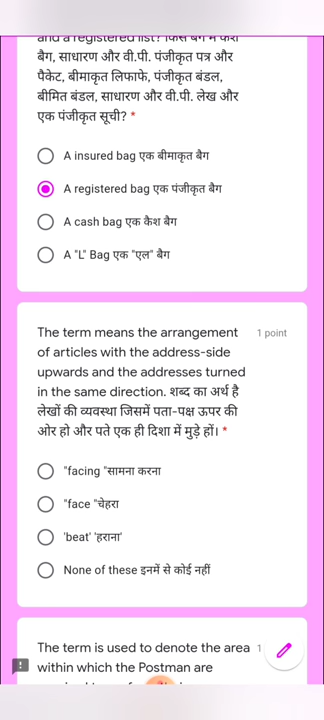 and a registered list? किस बैग में कैश
बैग, साधारण और वी.पी. पंजीकृत पत्र और
पैकेट, बीमाकृत लिफाफे, पंजीकृत बंडल,
बीमित बंडल, साधारण और वी.पी. लेख और
एक पंजीकृत सूची? *
A insured bag एक बीमाकृत बैग
A registered bag एक पंजीकृत बैग
A cash bag एक कैश बैग
A "L" Bag एक "एल" बैग
The term means the arrangement 1 point
of articles with the address-side
upwards and the addresses turned
in the same direction. शब्द का अर्थ है
लेखों की व्यवस्था जिसमें पता-पक्ष ऊपर की
ओर हो और पते एक ही दिशा में मुड़े हों। *
"facing "सामना करना
"face "चेहरा
'beat' 'हराना'
None of these इनमें से कोई नहीं
The term is used to denote the area 1
within which the Postman are